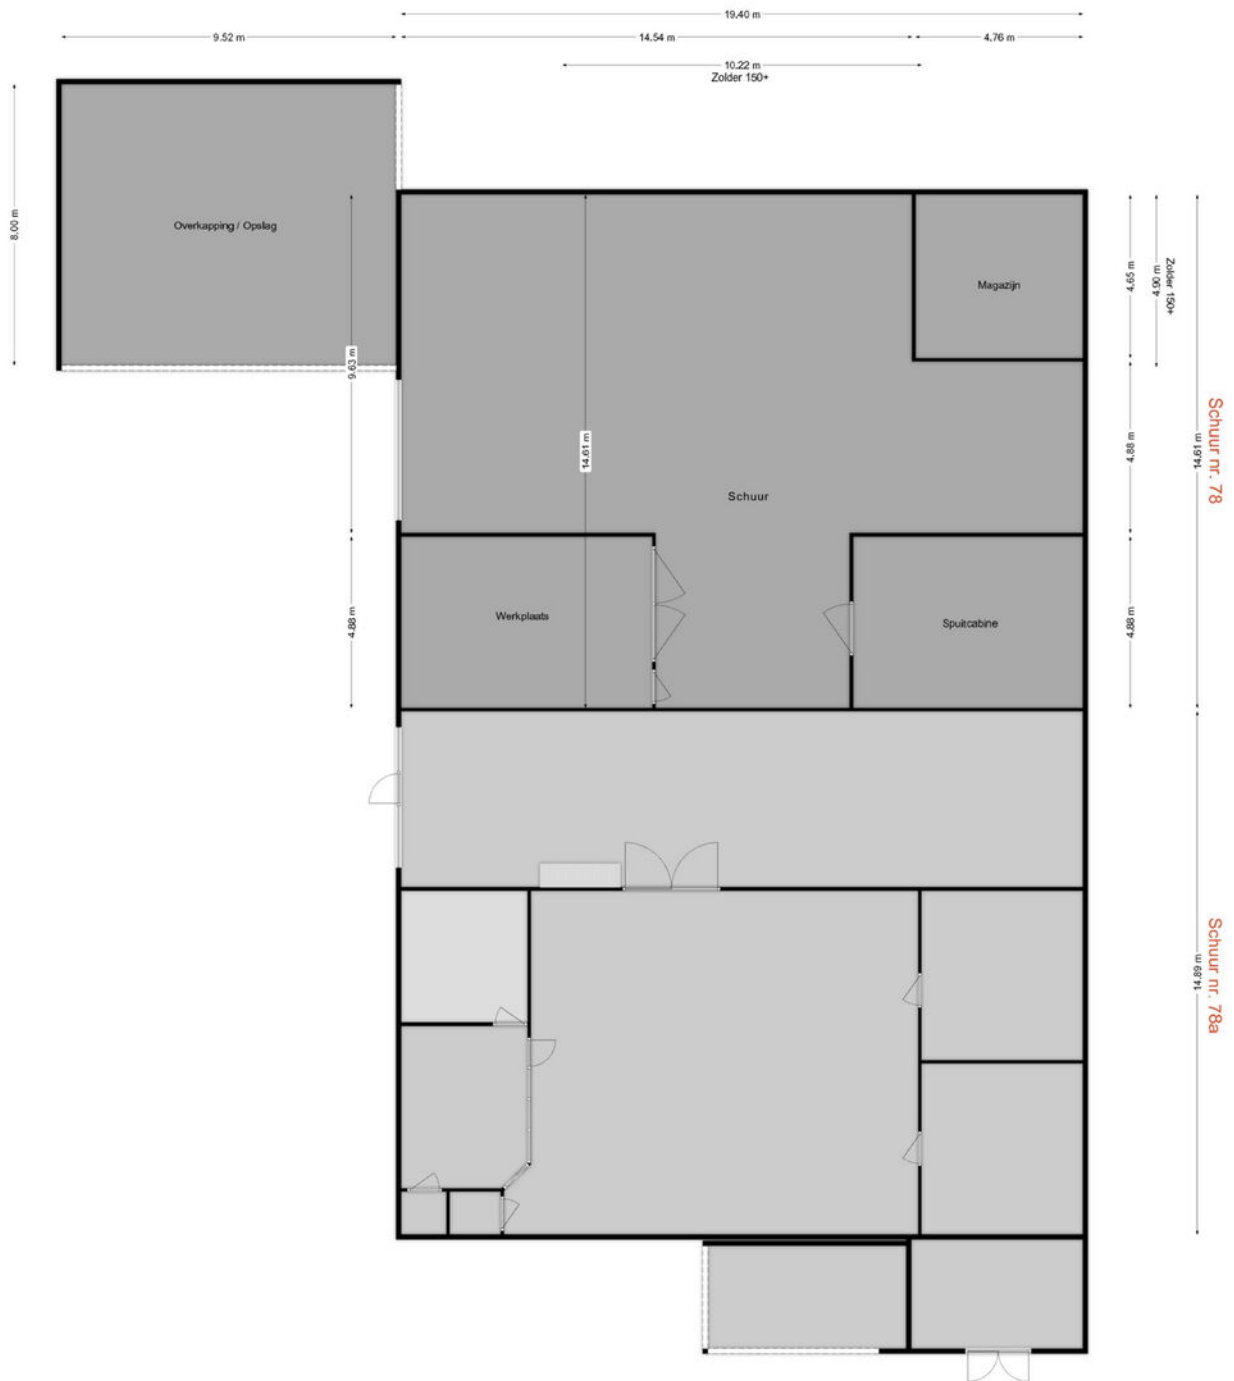 19.40 m
9.52 m
14.54 m
4.76 m
10.22 m
Zolder 150+
8.00 m
Overkapping / Opslag
Magazijn
4.65 m
4.90 m
Zolder 150+
9.63 m
14.61 m
4.88 m
14.61 m
Schuur nr. 78
Schuur
4.88 m
Werkplaats
Spuitcabine
4.88 m
14.89 m
Schuur nr. 78a